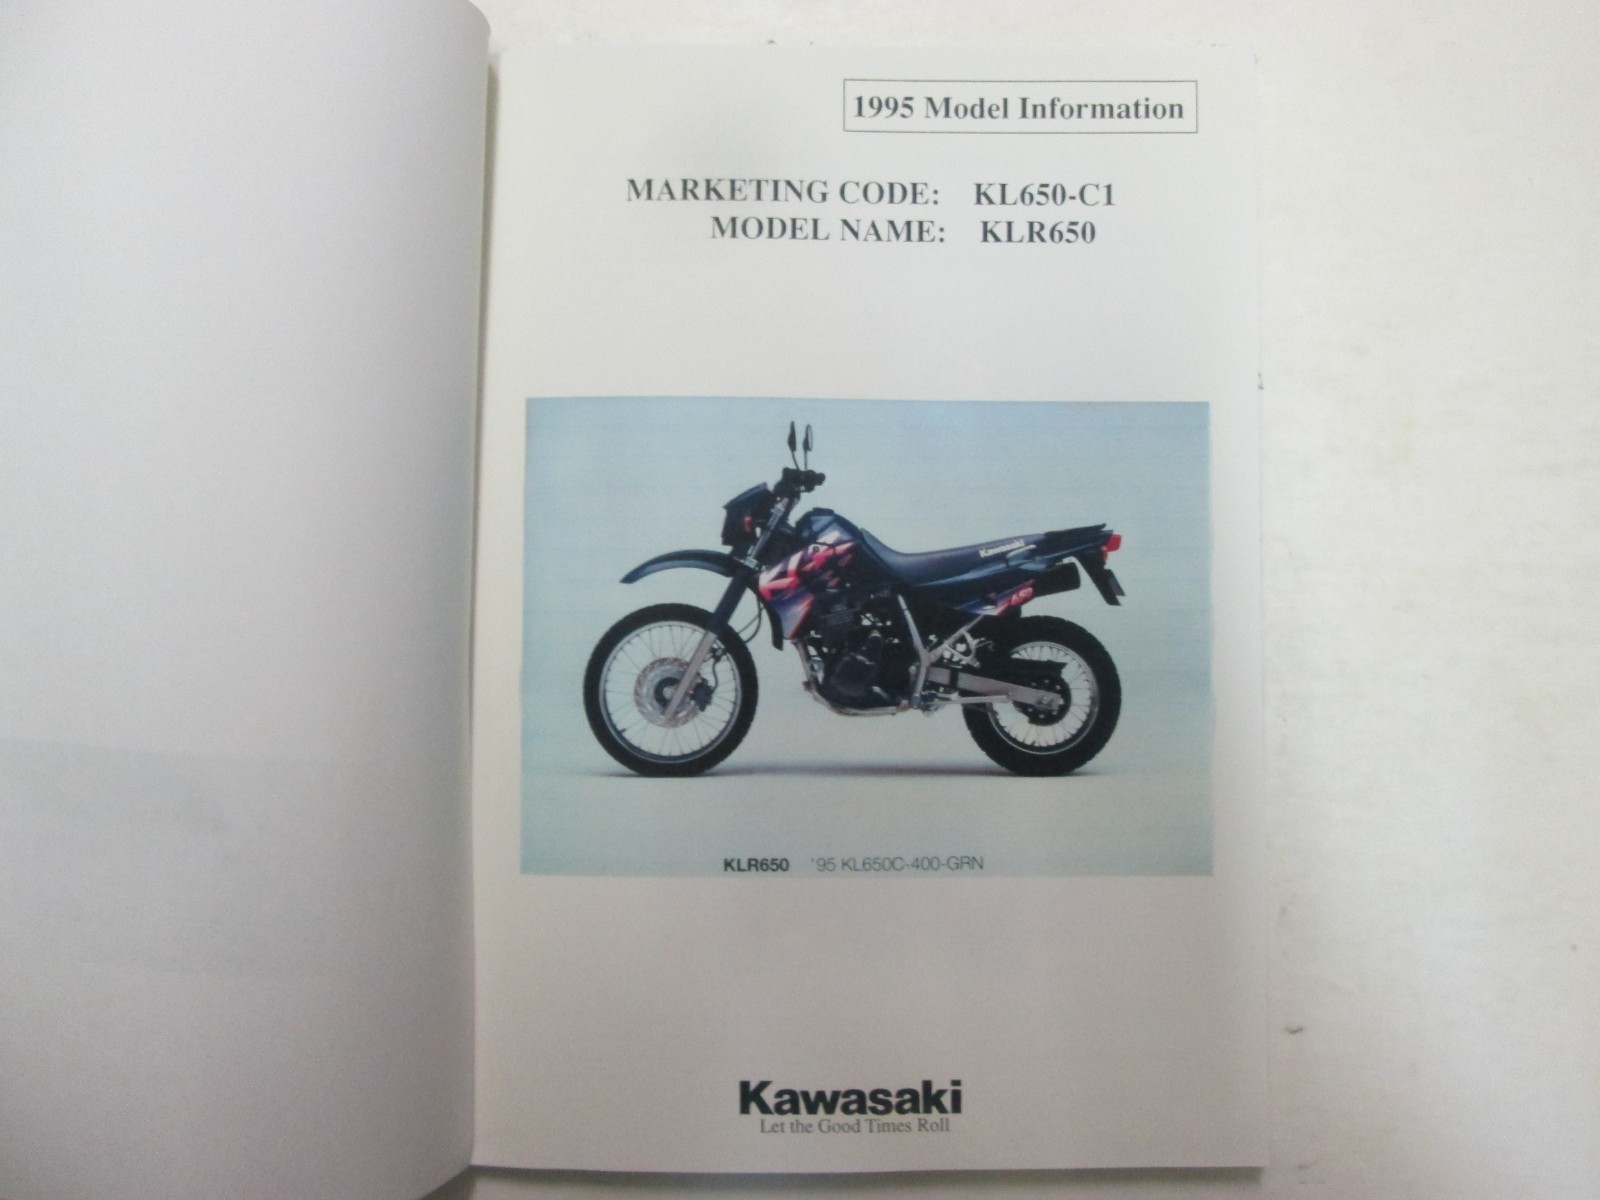 1995 Model Information
MARKETING CODE: KL650-C1
MODEL NAME: KLR650
Kawasaki
650
KLR650 '95 KL650C-400-GRN
Kawasaki
Let the Good Times Roll